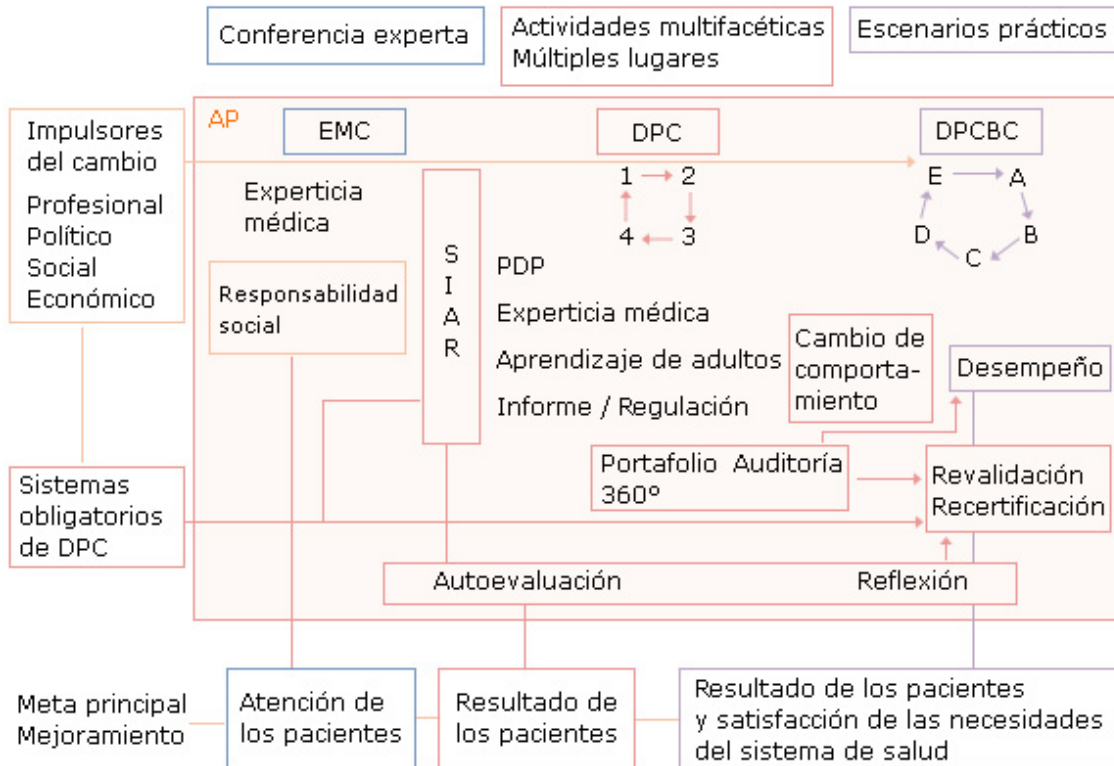 Conferencia experta
Actividades multifacéticas
Múltiples lugares
Escenarios prácticos
Impulsores
del cambio
Profesional
Político
Social
Económico
AP
EMC
DPC
DPCBC
Experticia
médica
1
2
3
4
E
A
B
C
D
Responsabilidad
social
S
I
A
R
PDP
Experticia médica
Aprendizaje de adultos
Informe / Regulación
Cambio de
comporta-
miento
Desempeño
Portafolio Auditoría
360º
Revalidación
Recertificación
Sistemas
obligatorios
de DPC
Autoevaluación
Reflexión
Meta principal
Mejoramiento
Atención de
los pacientes
Resultado de
los pacientes
Resultado de los pacientes
y satisfacción de las necesidades
del sistema de salud